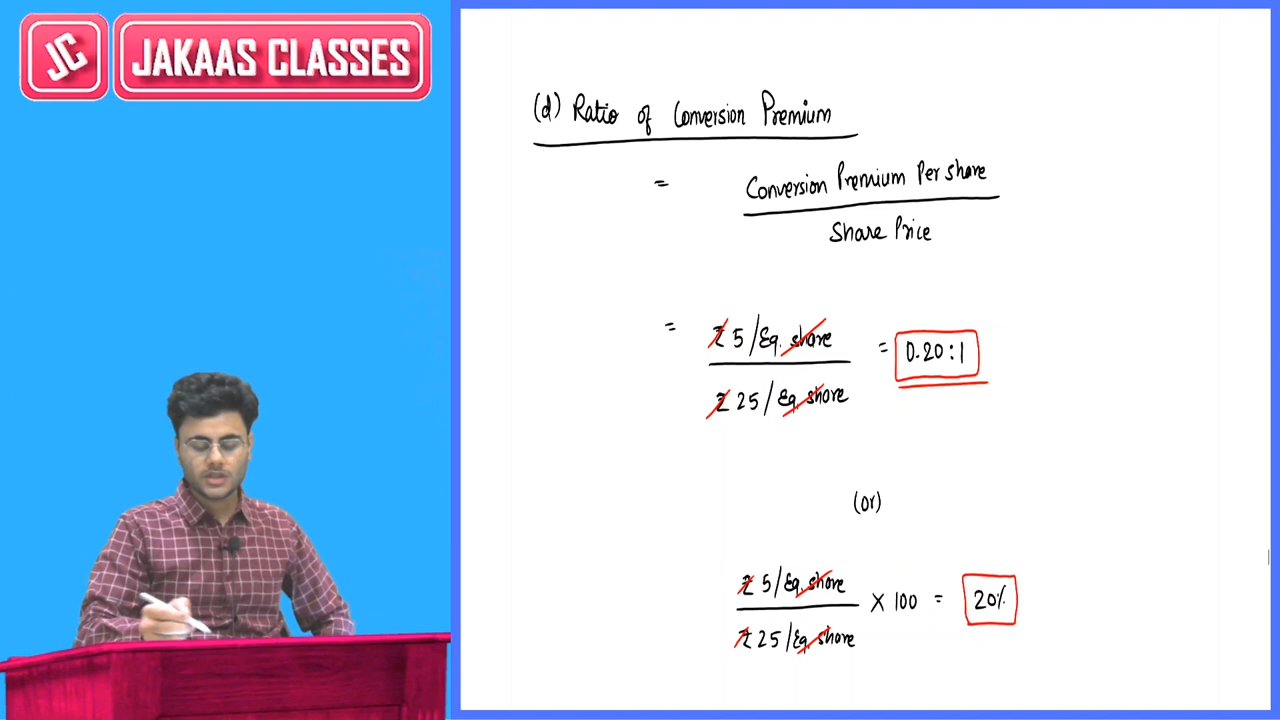 JC JAKAAS CLASSES
(d) Ratio of Conversion Premium
= Conversion Premium Per share
Share Price
= ₹ 5 /Eq. share = 0.20 : 1
₹ 25 / Eq share
(or)
₹ 5 /Eq. share × 100 = 20%
₹ 25 /Eq share